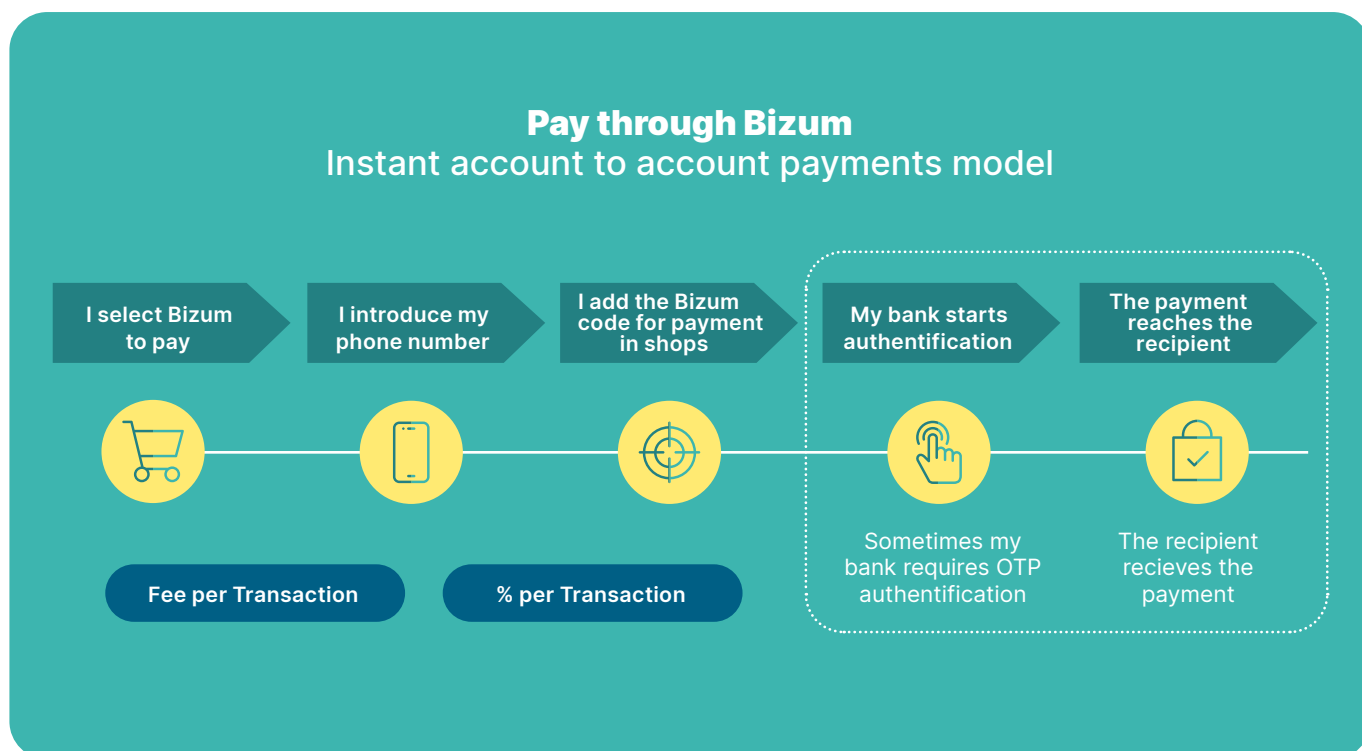 Pay through Bizum
Instant account to account payments model
I select Bizum
to pay
I introduce my
phone number
I add the Bizum
code for payment
in shops
My bank starts
authentification
The payment
reaches the
recipient
Sometimes my
bank requires OTP
authentification
The recipient
recieves the
payment
Fee per Transaction
% per Transaction